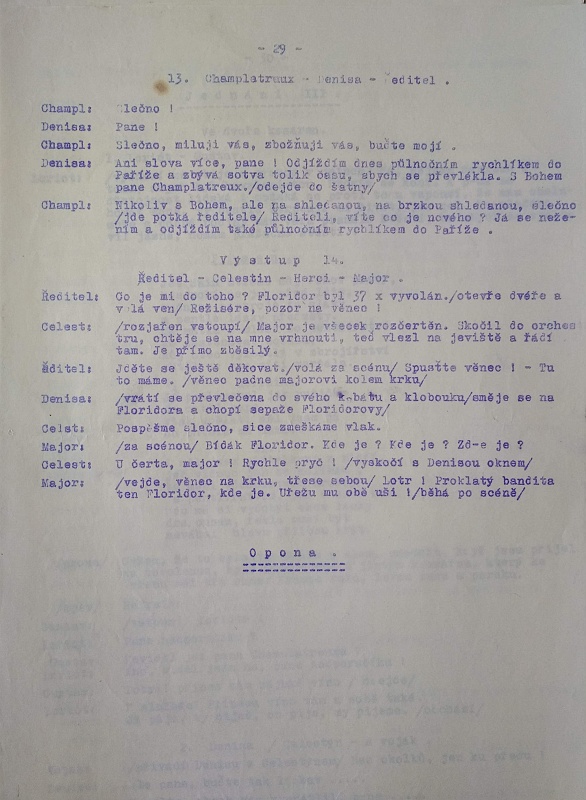 - 29 -
13. Champlatreux - Denisa - Ředitel .
Champl: Slečno !
Denisa: Pane !
Champl: Slečno, miluji vás, zbožňuji vás, buďte mojí .
Denisa: Ani slova více, pane ! Odjíždím dnes půlnočním rychlíkem do
Paříže a zbývá sotva tolik času, abych se převlékla. S Bohem
pane Champlatreux./odejde do šatny/
Champl: Nikoliv s Bohem, ale na shledanou, na brzkou shledanou, slečno
/jde potká ředitele/ Řediteli, víte co je nového ? Já se neže-
ním a odjíždím také půlnočním rychlíkem do Paříže .
Výstup 14.
Ředitel - Celestin - Herci - Major .
Ředitel: Co je mi do toho ? Floridor byl 37 x vyvolán./otevře dvéře a
volá ven/ Režisére, pozor na věnec !
Celest: /rozjařen vstoupí/ Major je všecek rozčertěn. Skočil do orches
tru, chtěje se na mne vrhnouti, teď vlezl na jeviště a řádí
tam. Je přímo zběsilý.
ěditel: Jděte se ještě děkovat./volá za scénu/ Spusťte věnec ! - Tu
to máme. /věnec padne majorovi kolem krku/
Denisa: /vrátí se převlečena do svého kabátu a klobouku/směje se na
Floridora a chopí sepaže Floridorovy/
Celst: Pospěšme slečno, sice zmeškáme vlak.
Major: /za scénou/ Bídák Floridor. Kde je ? Kde je ? Zd-e je ?
Celest: U čerta, major ! Rychle pryč ! /vyskočí s Denisou oknem/
Major: /vejde, věnec na krku, třese sebou/ Lotr ! Proklatý bandita
ten Floridor, kde je. Uřežu mu obě uši !/běhá po scéně/
Opona .